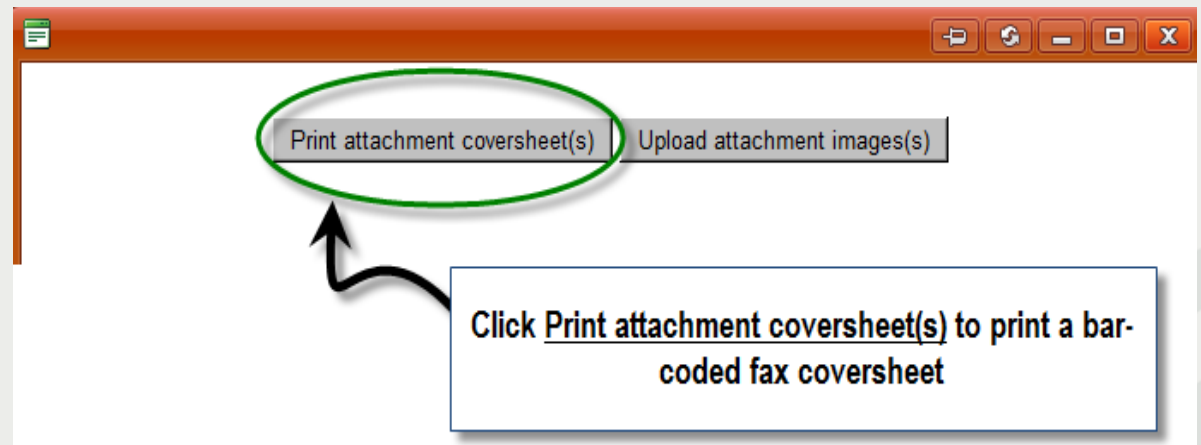 Print attachment coversheet(s) Upload attachment images(s)
Click Print attachment coversheet(s) to print a bar-
coded fax coversheet